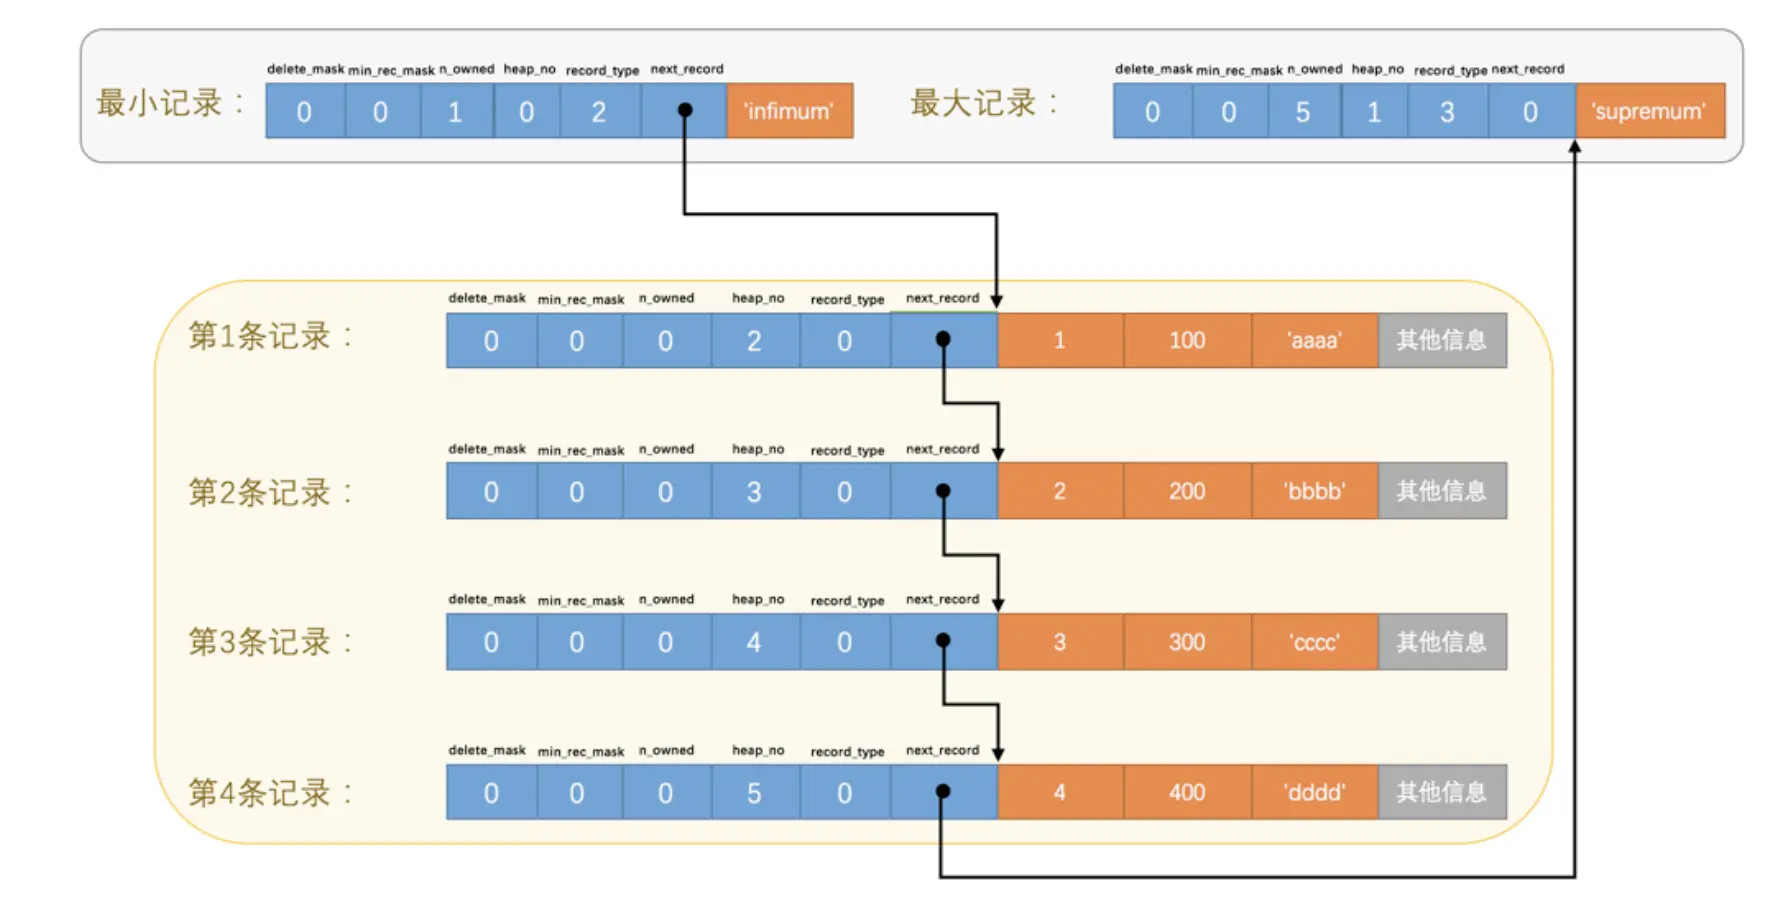 delete_mask min_rec_mask n_owned heap_no record_type next_record
最小记录： 0 0 1 0 2 'infimum'
delete_mask min_rec_mask n_owned heap_no record_type next_record
最大记录： 0 0 5 1 3 0 'supremum'
delete_mask min_rec_mask n_owned heap_no record_type next_record
第1条记录： 0 0 0 2 0 1 100 'aaaa' 其他信息
delete_mask min_rec_mask n_owned heap_no record_type next_record
第2条记录： 0 0 0 3 0 2 200 'bbbb' 其他信息
delete_mask min_rec_mask n_owned heap_no record_type next_record
第3条记录： 0 0 0 4 0 3 300 'cccc' 其他信息
delete_mask min_rec_mask n_owned heap_no record_type next_record
第4条记录： 0 0 0 5 0 4 400 'dddd' 其他信息